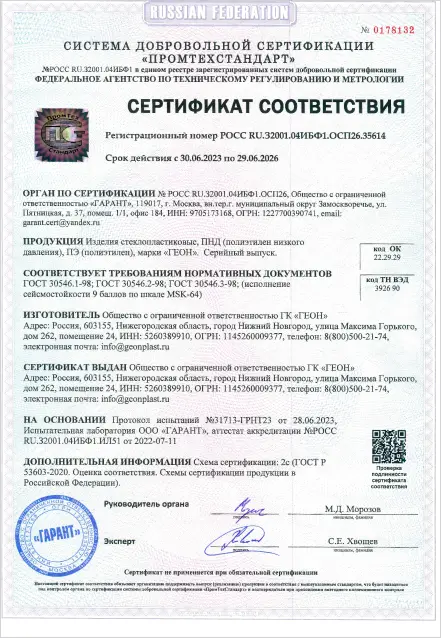 RUSSIAN FEDERATION
№ 0178132
СИСТЕМА ДОБРОВОЛЬНОЙ СЕРТИФИКАЦИИ
«ПРОМТЕХСТАНДАРТ»
№РОСС RU.32001.04ИБФ1 в едином реестре зарегистрированных систем добровольной сертификации
ФЕДЕРАЛЬНОЕ АГЕНТСТВО ПО ТЕХНИЧЕСКОМУ РЕГУЛИРОВАНИЮ И МЕТРОЛОГИИ
СЕРТИФИКАТ СООТВЕТСТВИЯ
Регистрационный номер РОСС RU.32001.04ИБФ1.ОСП26.35614
Срок действия с 30.06.2023 по 29.06.2026
ОРГАН ПО СЕРТИФИКАЦИИ № РОСС RU.32001.04ИБФ1.ОСП26, Общество с ограниченной
ответственностью «ГАРАНТ», 119017, г. Москва, вн.тер.г. муниципальный округ Замоскворечье, ул.
Пятницкая, д. 37, помещ. 1/1, офис 184, ИНН: 9705173168, ОГРН: 1227700390741, email:
garant.cert@yandex.ru
ПРОДУКЦИЯ Изделия стеклопластиковые, ПНД (полиэтилен низкого
давления), ПЭ (полиэтилен), марки «ГЕОН». Серийный выпуск.
код ОК
22.29.29
СООТВЕТСТВУЕТ ТРЕБОВАНИЯМ НОРМАТИВНЫХ ДОКУМЕНТОВ
ГОСТ 30546.1-98; ГОСТ 30546.2-98; ГОСТ 30546.3-98; (исполнение
сейсмостойкости 9 баллов по шкале MSK-64)
код ТН ВЭД
3926 90
ИЗГОТОВИТЕЛЬ Общество с ограниченной ответственностью ГК «ГЕОН»
Адрес: Россия, 603155, Нижегородская область, город Нижний Новгород, улица Максима Горького,
дом 262, помещение 24, ИНН: 5260389910, ОГРН: 1145260009377, телефон: 8(800)500-21-74,
электронная почта: info@geonplast.ru
СЕРТИФИКАТ ВЫДАН Общество с ограниченной ответственностью ГК «ГЕОН»
Адрес: Россия, 603155, Нижегородская область, город Нижний Новгород, улица Максима Горького,
дом 262, помещение 24, ИНН: 5260389910, ОГРН: 1145260009377, телефон: 8(800)500-21-74,
электронная почта: info@geonplast.ru
НА ОСНОВАНИИ Протокол испытаний №31713-ГРНТ23 от 28.06.2023,
Испытательная лаборатория ООО «ГАРАНТ», аттестат аккредитации №РОСС
RU.32001.04ИБФ1.ИЛ51 от 2022-07-11
ДОПОЛНИТЕЛЬНАЯ ИНФОРМАЦИЯ Схема сертификации: 2с (ГОСТ Р
53603-2020. Оценка соответствия. Схемы сертификации продукции в
Российской Федерации).
Проверка
подлинности
сертификата
соответствия
Руководитель органа
М.Д. Морозов
подпись
инициалы, фамилия
Эксперт
С.Е. Хвощев
подпись
инициалы, фамилия
«ГАРАНТ»
Сертификат не применяется при обязательной сертификации